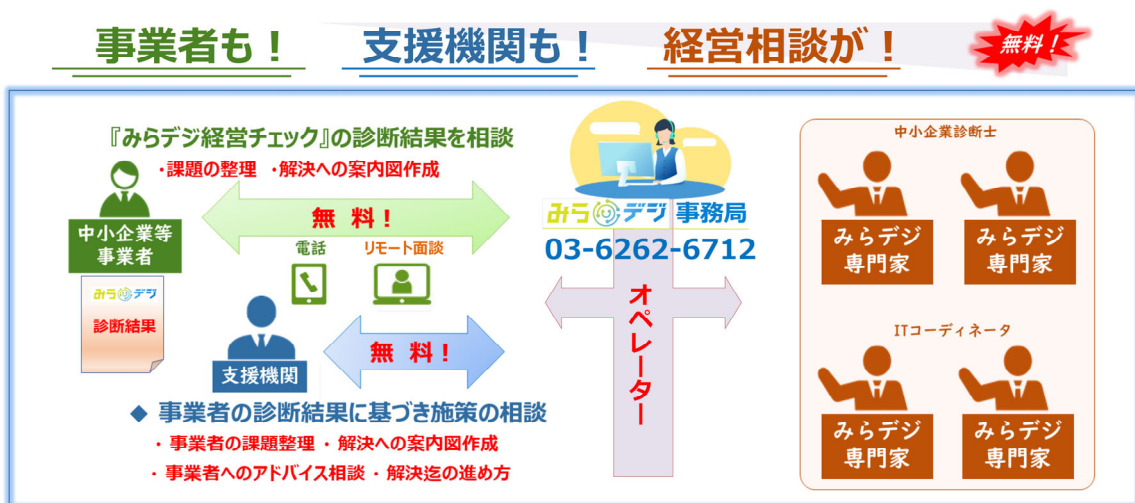 事業者も！ 支援機関も！ 経営相談が！ 無料！
『みらデジ経営チェック』の診断結果を相談
・課題の整理 ・解決への案内図作成
無 料！
電話 リモート面談
中小企業等
事業者
みらデジ
診断結果
みらデジ 事務局
03-6262-6712
オペレーター
支援機関
無 料！
◆ 事業者の診断結果に基づき施策の相談
・ 事業者の課題整理 ・ 解決への案内図作成
・ 事業者へのアドバイス相談 ・ 解決迄の進め方
中小企業診断士
みらデジ
専門家
みらデジ
専門家
ITコーディネータ
みらデジ
専門家
みらデジ
専門家